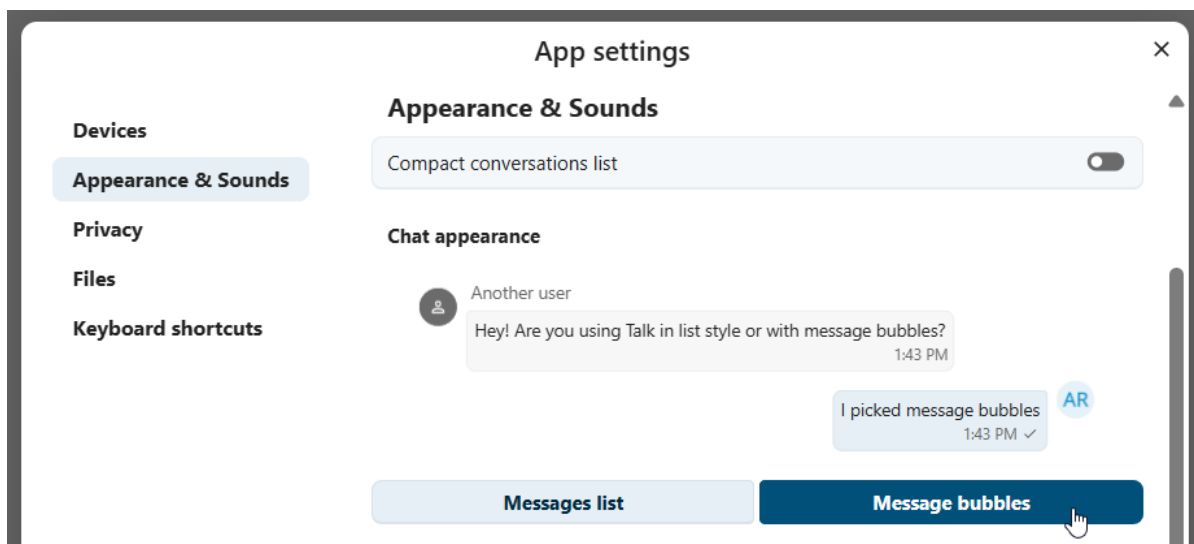 App settings
Devices
Appearance & Sounds
Privacy
Files
Keyboard shortcuts
Appearance & Sounds
Compact conversations list
Chat appearance
Another user
Hey! Are you using Talk in list style or with message bubbles?
1:43 PM
I picked message bubbles
1:43 PM ✓
AR
Messages list
Message bubbles